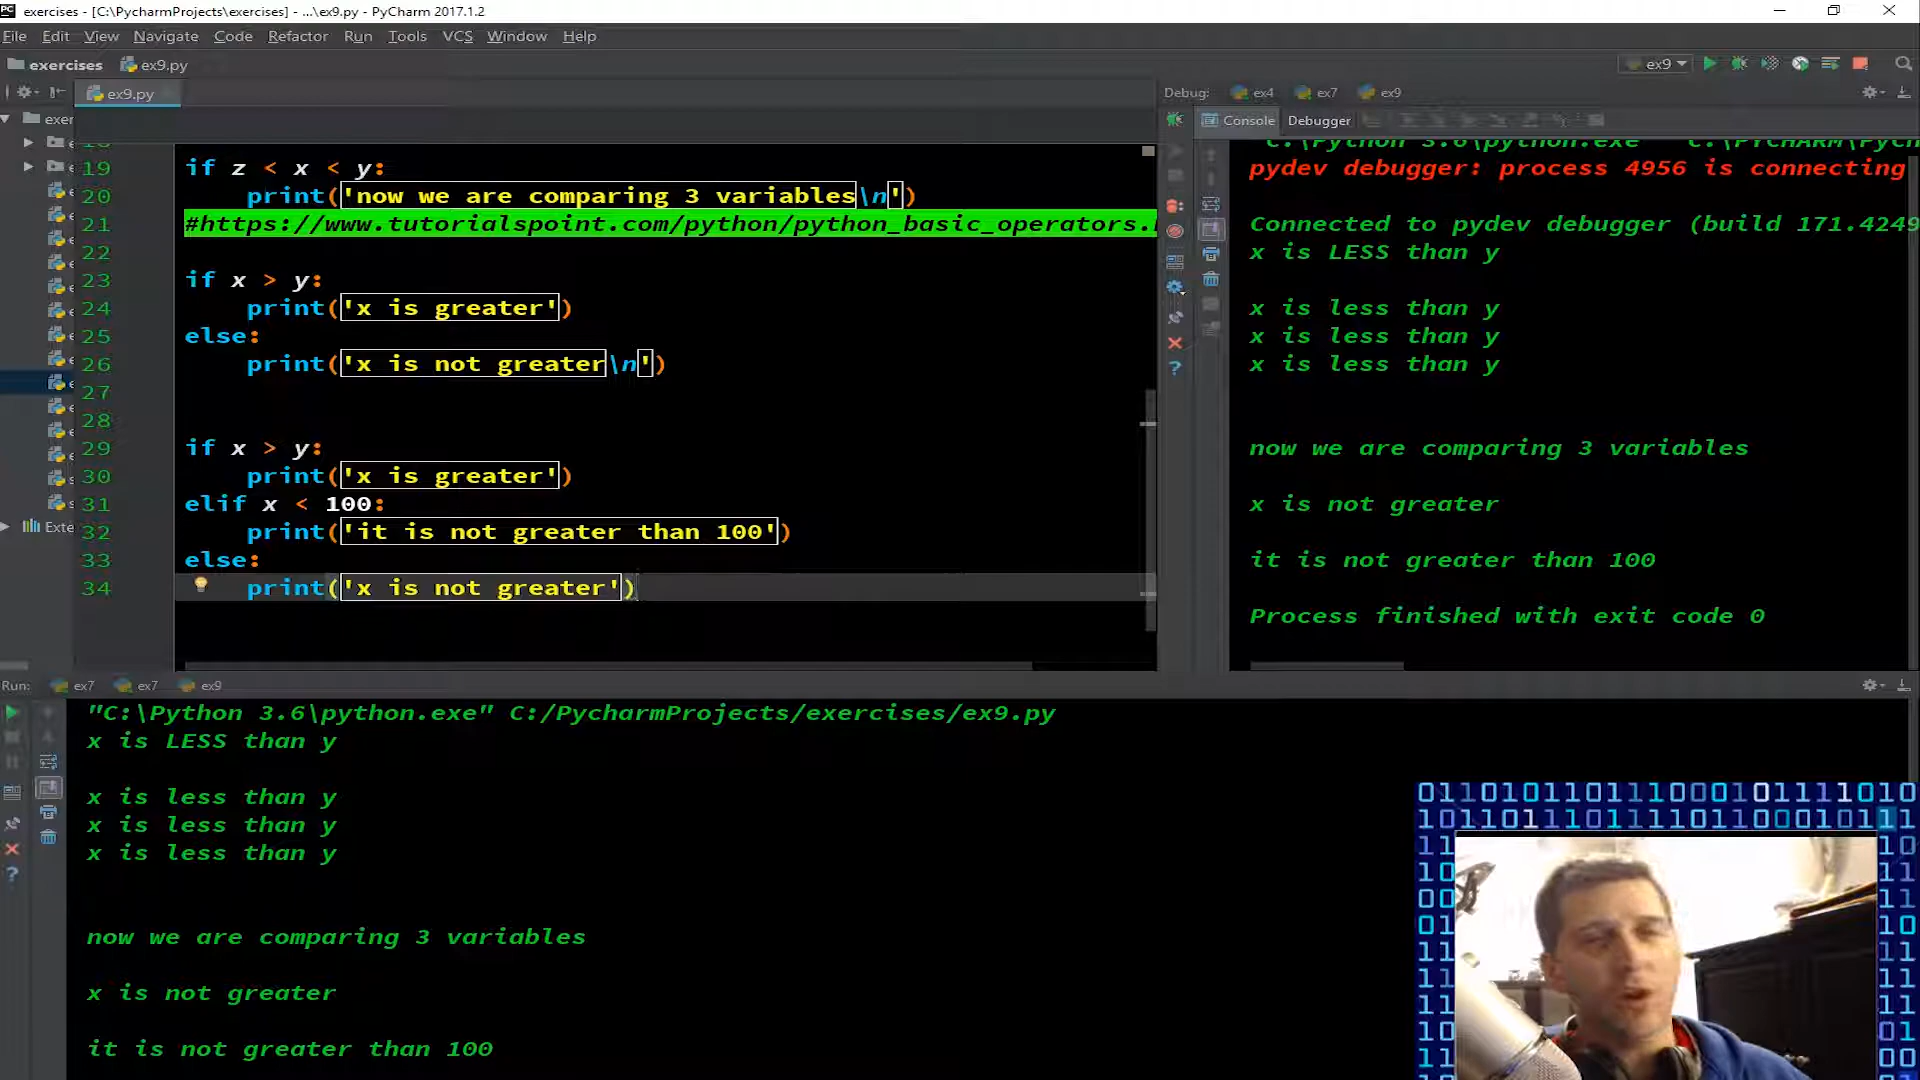 exercises - [C:\PycharmProjects\exercises] - ...\ex9.py - PyCharm 2017.1.2
File Edit View Navigate Code Refactor Run Tools VCS Window Help
exercises ex9.py
ex9
ex9.py
Debug: ex4 ex7 ex9
Console Debugger
19 if z < x < y:
20 print('now we are comparing 3 variables\n')
21 #https://www.tutorialspoint.com/python/python_basic_operators.
22
23 if x > y:
24 print('x is greater')
25 else:
26 print('x is not greater\n')
27
28
29 if x > y:
30 print('x is greater')
31 elif x < 100:
32 print('it is not greater than 100')
33 else:
34 print('x is not greater')
pydev debugger: process 4956 is connecting
Connected to pydev debugger (build 171.4249
x is LESS than y
x is less than y
x is less than y
x is less than y
now we are comparing 3 variables
x is not greater
it is not greater than 100
Process finished with exit code 0
Run: ex7 ex7 ex9
"C:\Python 3.6\python.exe" C:/PycharmProjects/exercises/ex9.py
x is LESS than y
x is less than y
x is less than y
x is less than y
now we are comparing 3 variables
x is not greater
it is not greater than 100